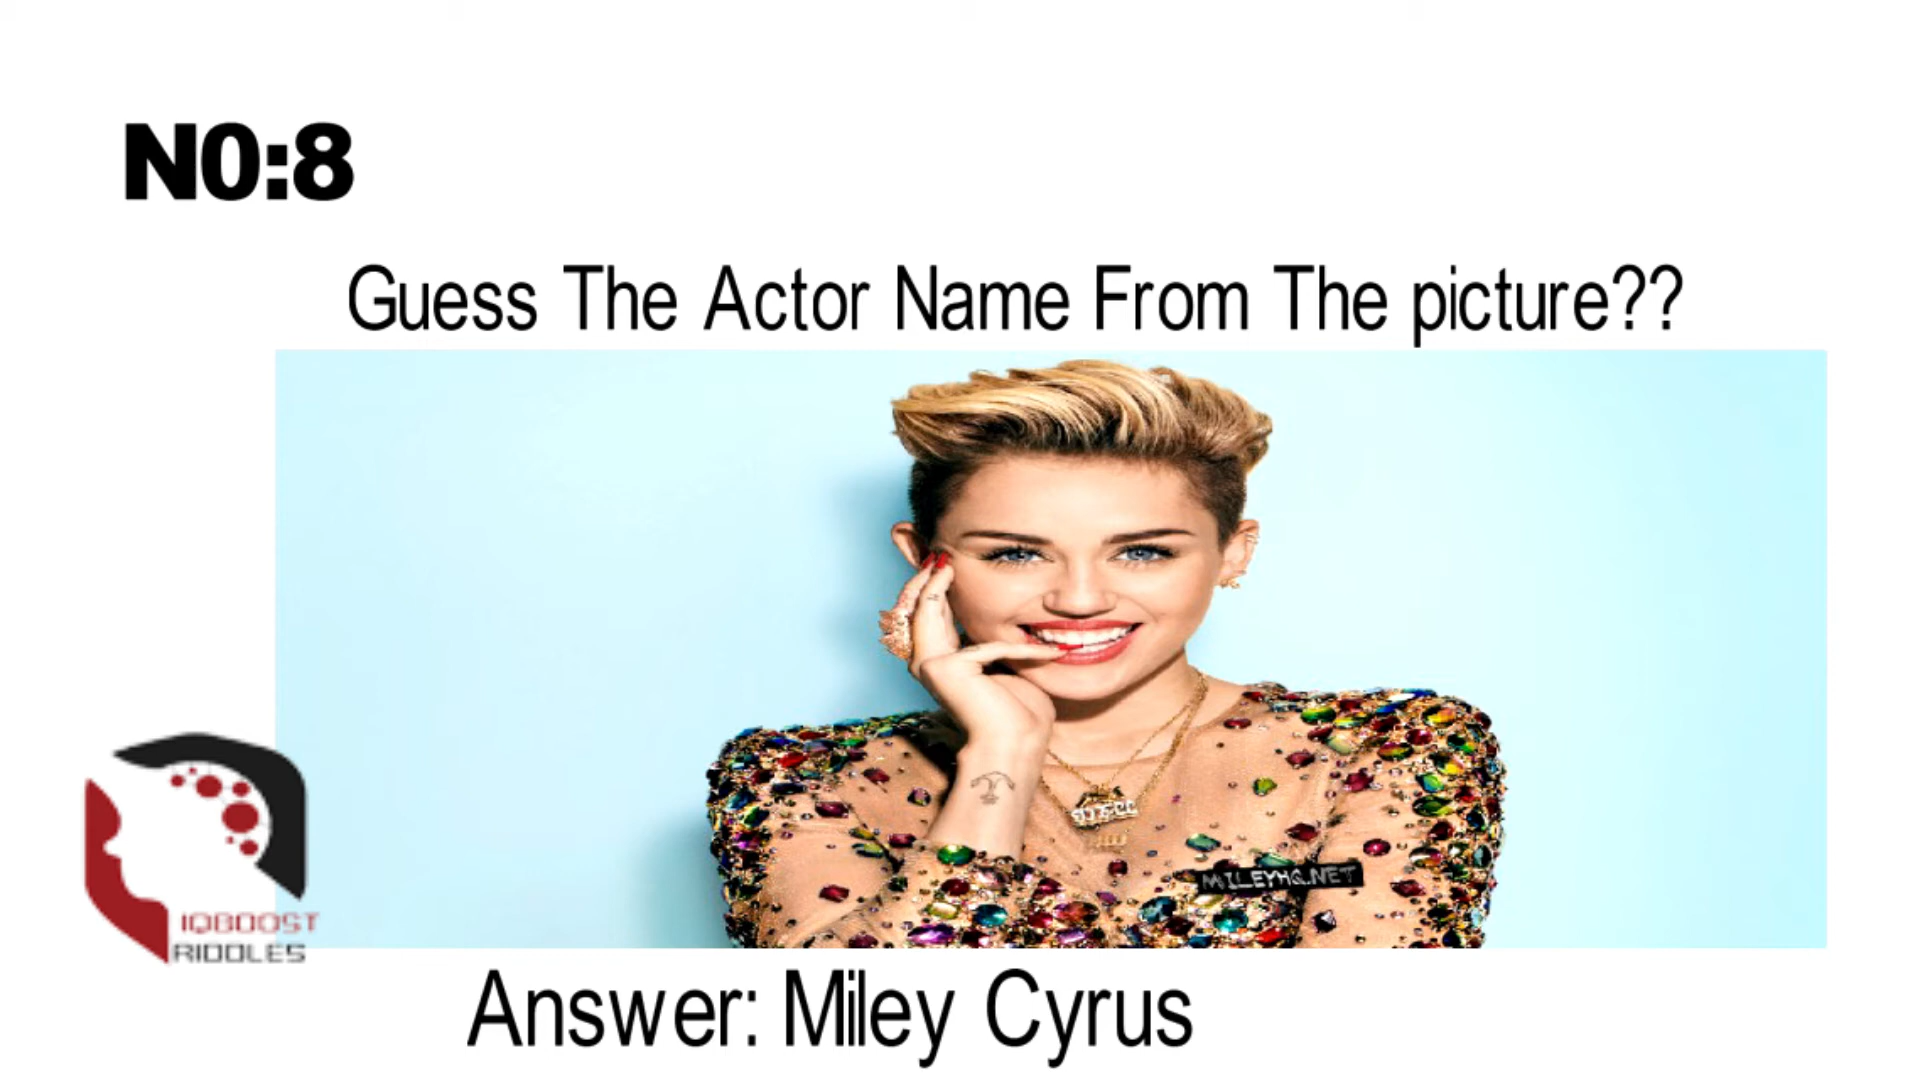 N0:8
Guess The Actor Name From The picture??
MILEYHQ.NET
IQBOOST
RIDDLES
Answer: Miley Cyrus